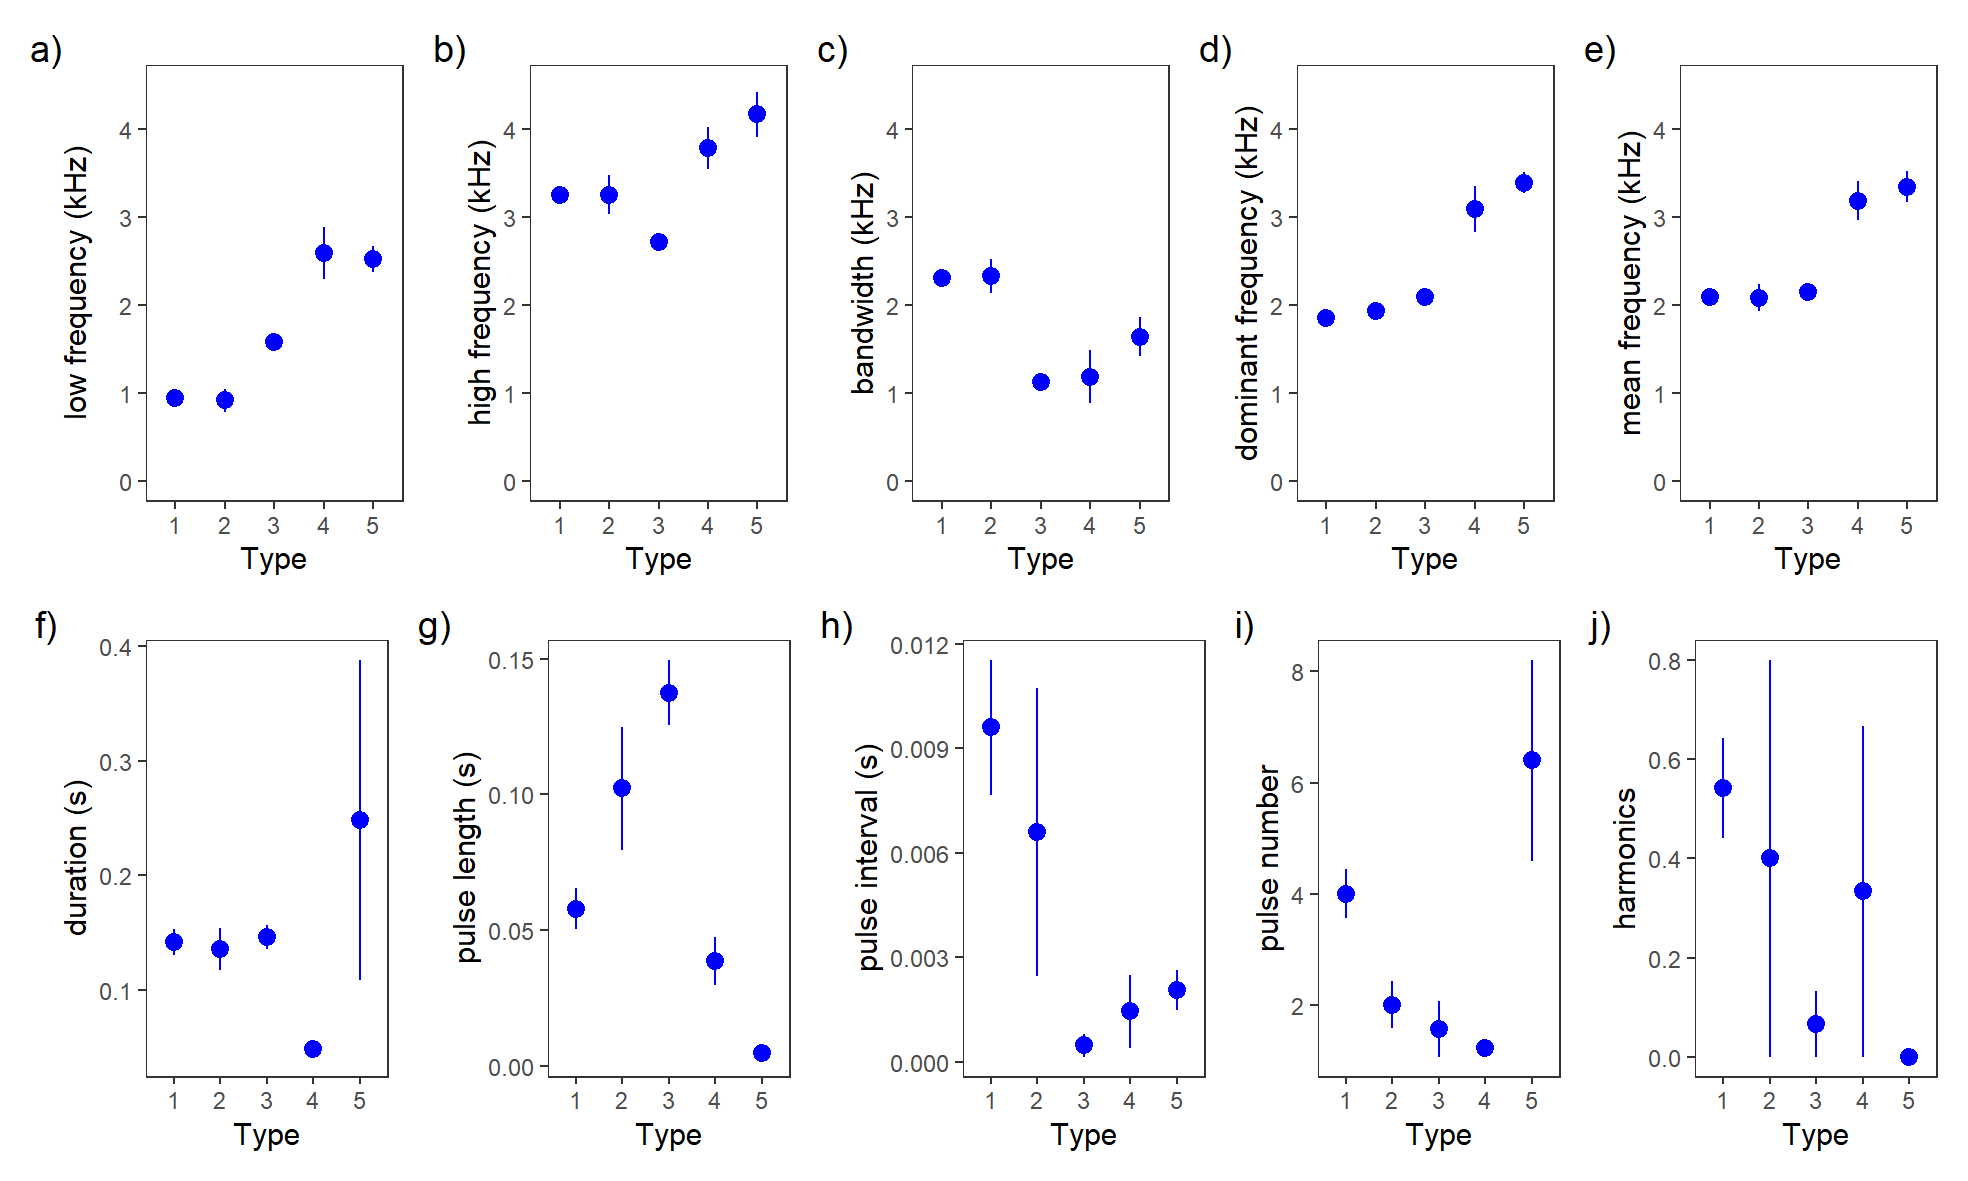 a)
low frequency (kHz)
4
3
2
1
0
1 2 3 4 5
Type
b)
high frequency (kHz)
4
3
2
1
0
1 2 3 4 5
Type
c)
bandwidth (kHz)
4
3
2
1
0
1 2 3 4 5
Type
d)
dominant frequency (kHz)
4
3
2
1
0
1 2 3 4 5
Type
e)
mean frequency (kHz)
4
3
2
1
0
1 2 3 4 5
Type
f)
duration (s)
0.4
0.3
0.2
0.1
1 2 3 4 5
Type
g)
pulse length (s)
0.15
0.10
0.05
0.00
1 2 3 4 5
Type
h)
pulse interval (s)
0.012
0.009
0.006
0.003
0.000
1 2 3 4 5
Type
i)
pulse number
8
6
4
2
1 2 3 4 5
Type
j)
harmonics
0.8
0.6
0.4
0.2
0.0
1 2 3 4 5
Type